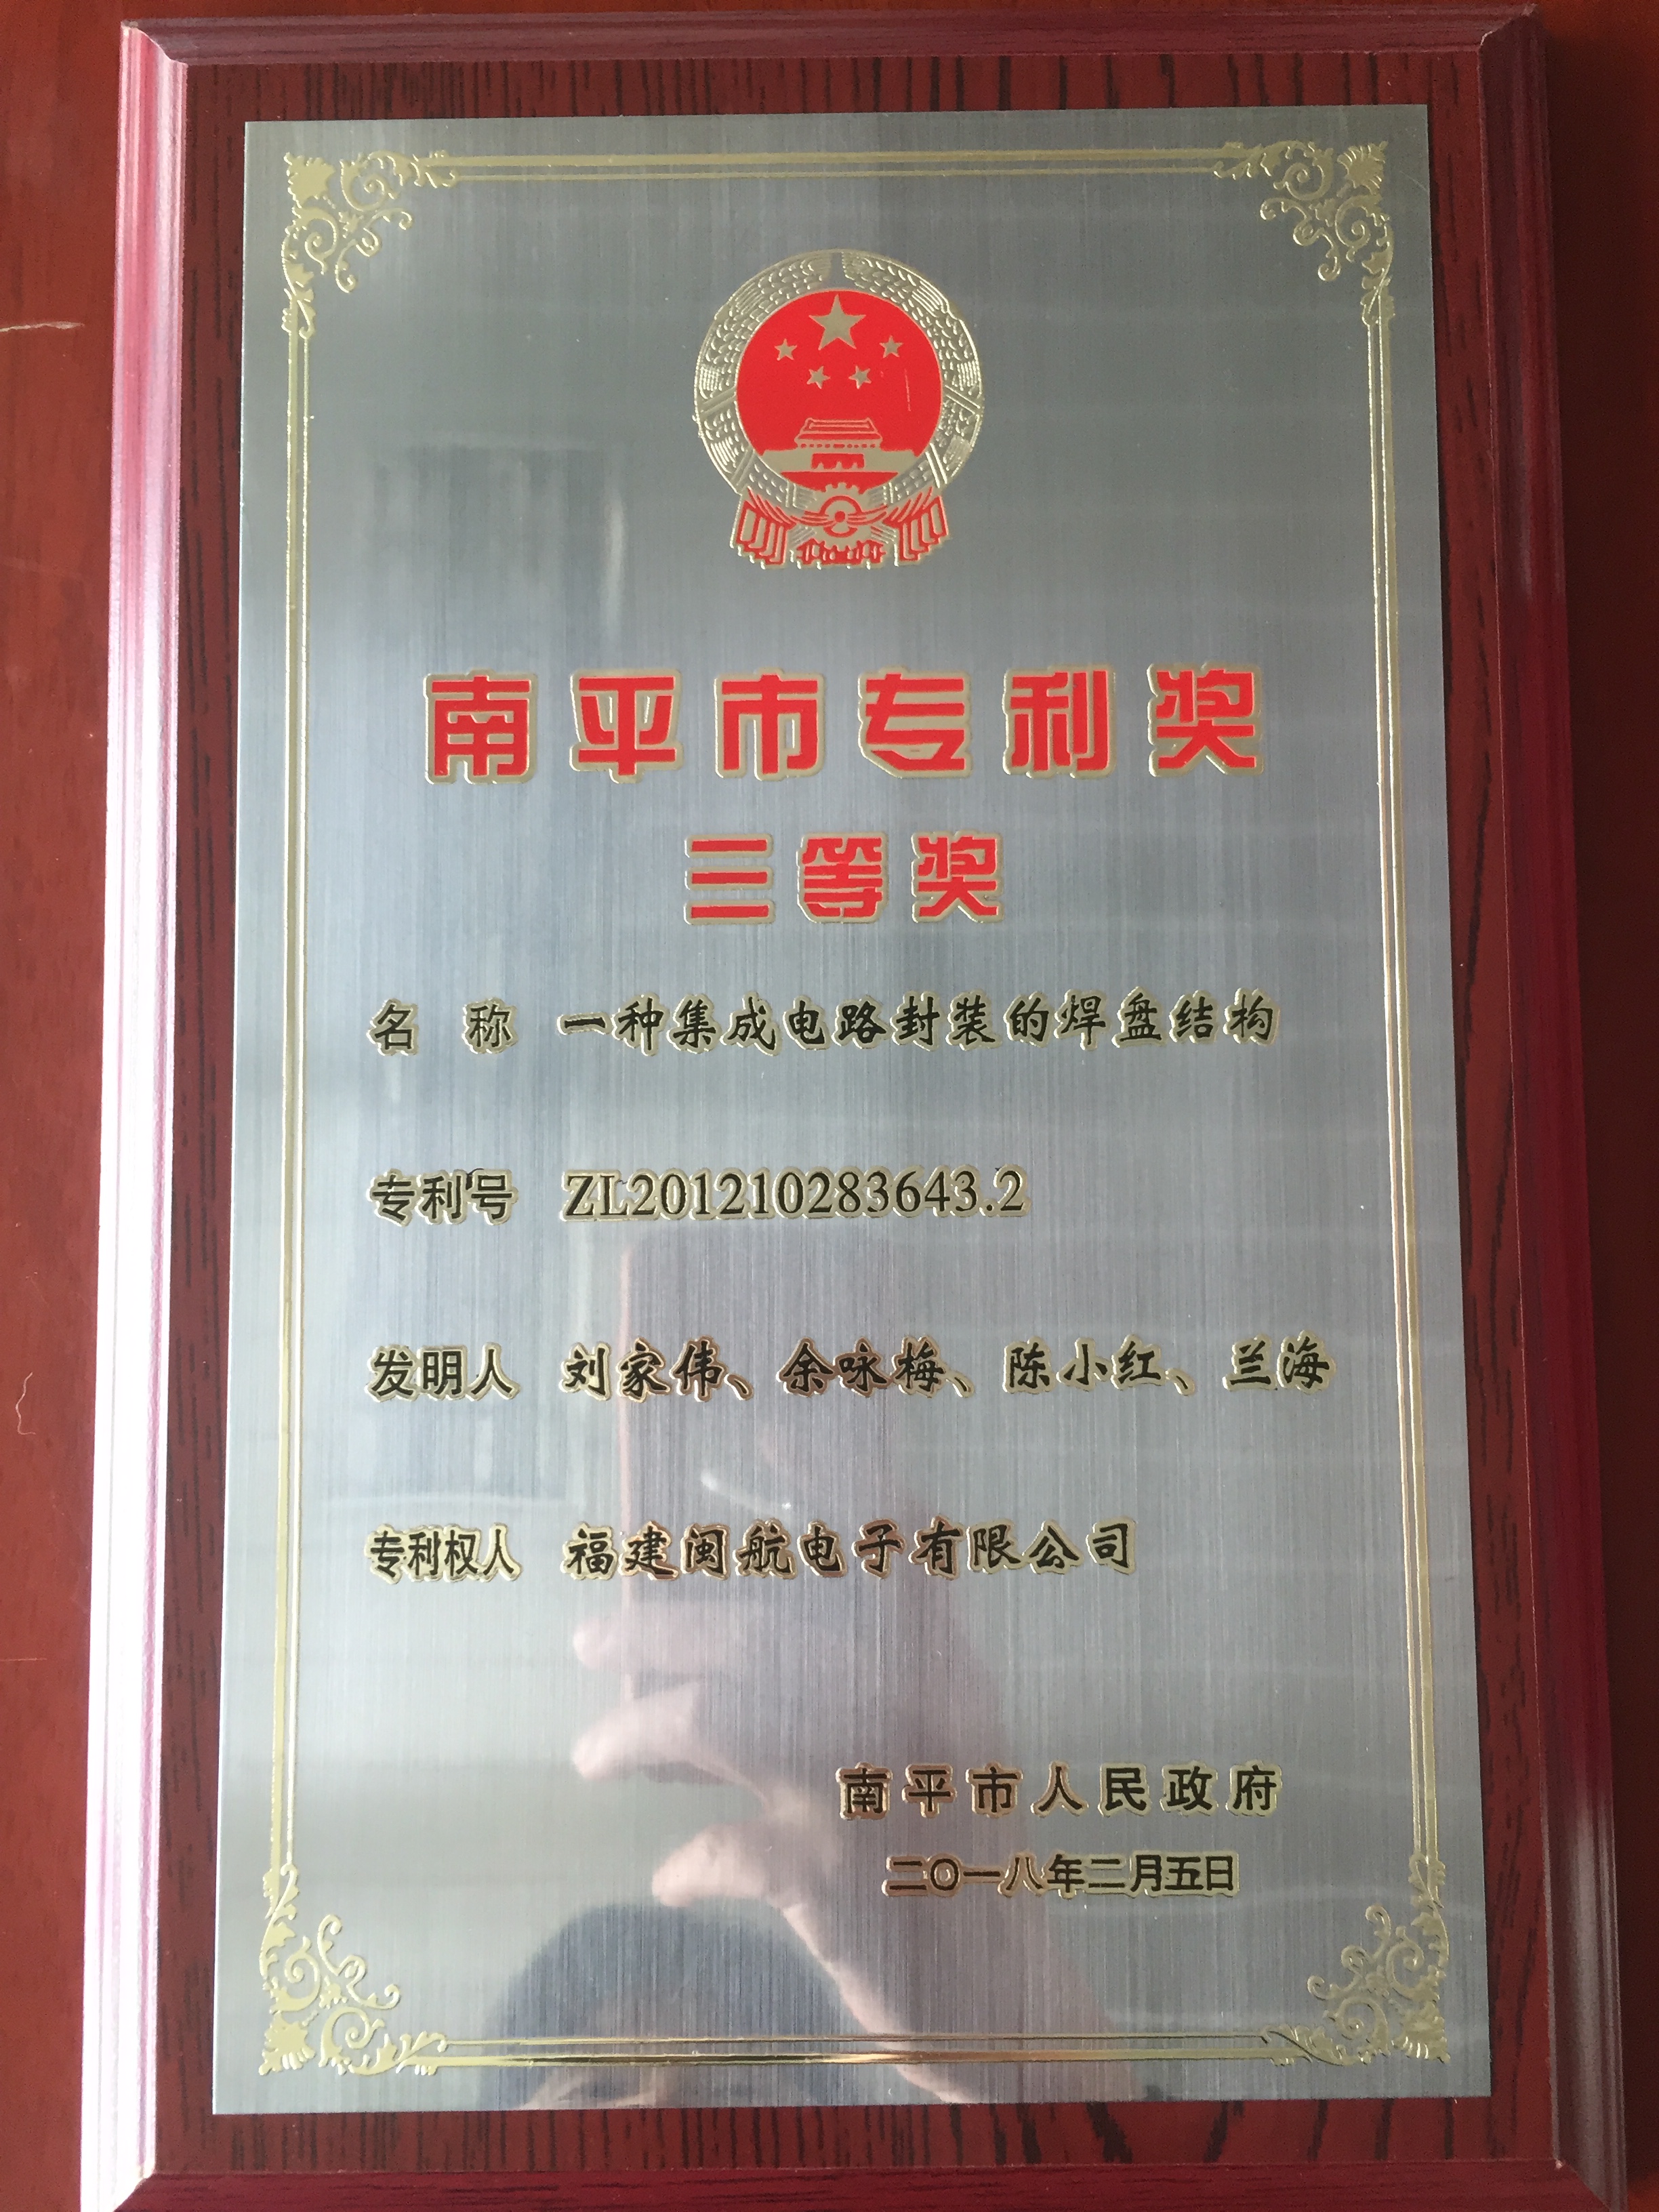 南平市专利奖
三等奖
名 称 一种集成电路封装的焊盘结构
专利号 ZL201210283643.2
发明人 刘家伟、余咏梅、陈小红、兰海
专利权人 福建闽航电子有限公司
南平市人民政府
二〇一八年二月五日